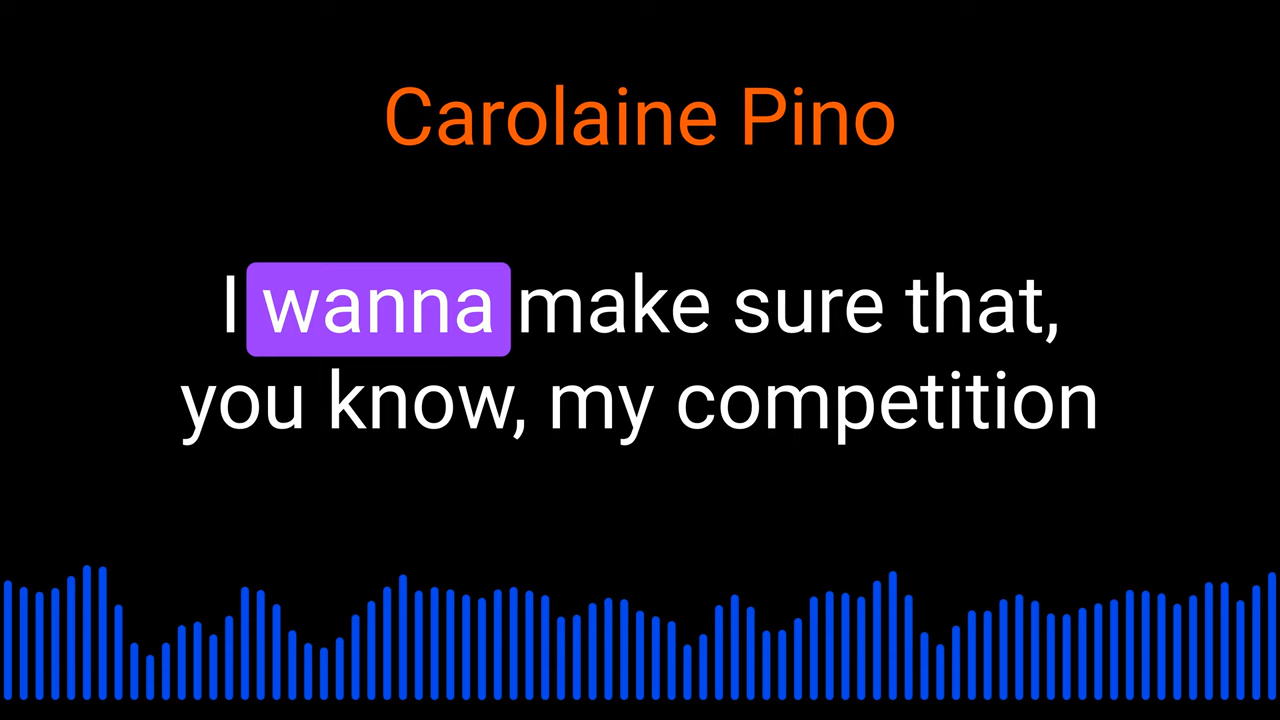 Carolaine Pino
I wanna make sure that,
you know, my competition